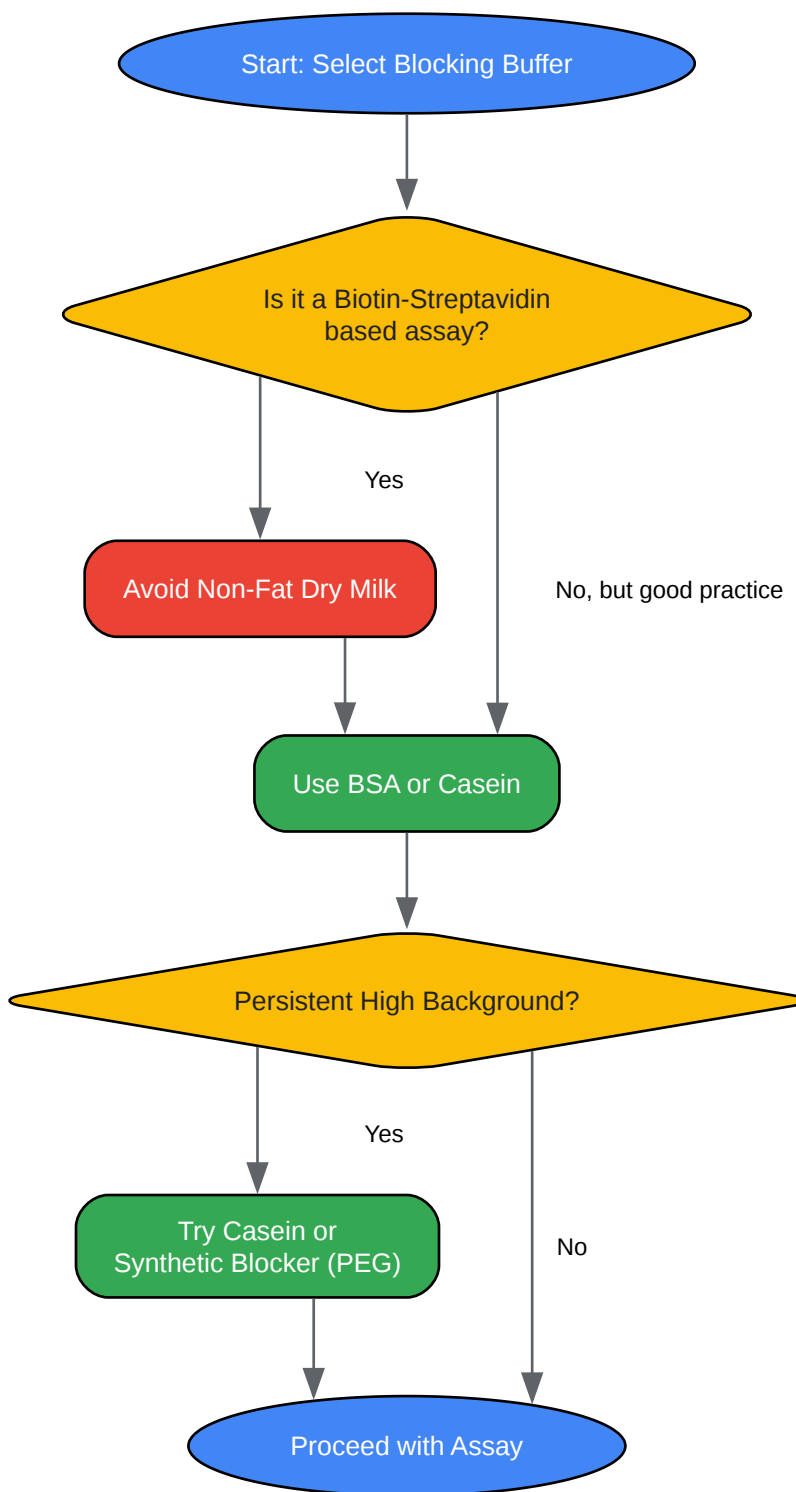 Start: Select Blocking Buffer
Is it a Biotin-Streptavidin
based assay?
Yes
Avoid Non-Fat Dry Milk
No, but good practice
Use BSA or Casein
Persistent High Background?
Yes
Try Casein or
Synthetic Blocker (PEG)
No
Proceed with Assay